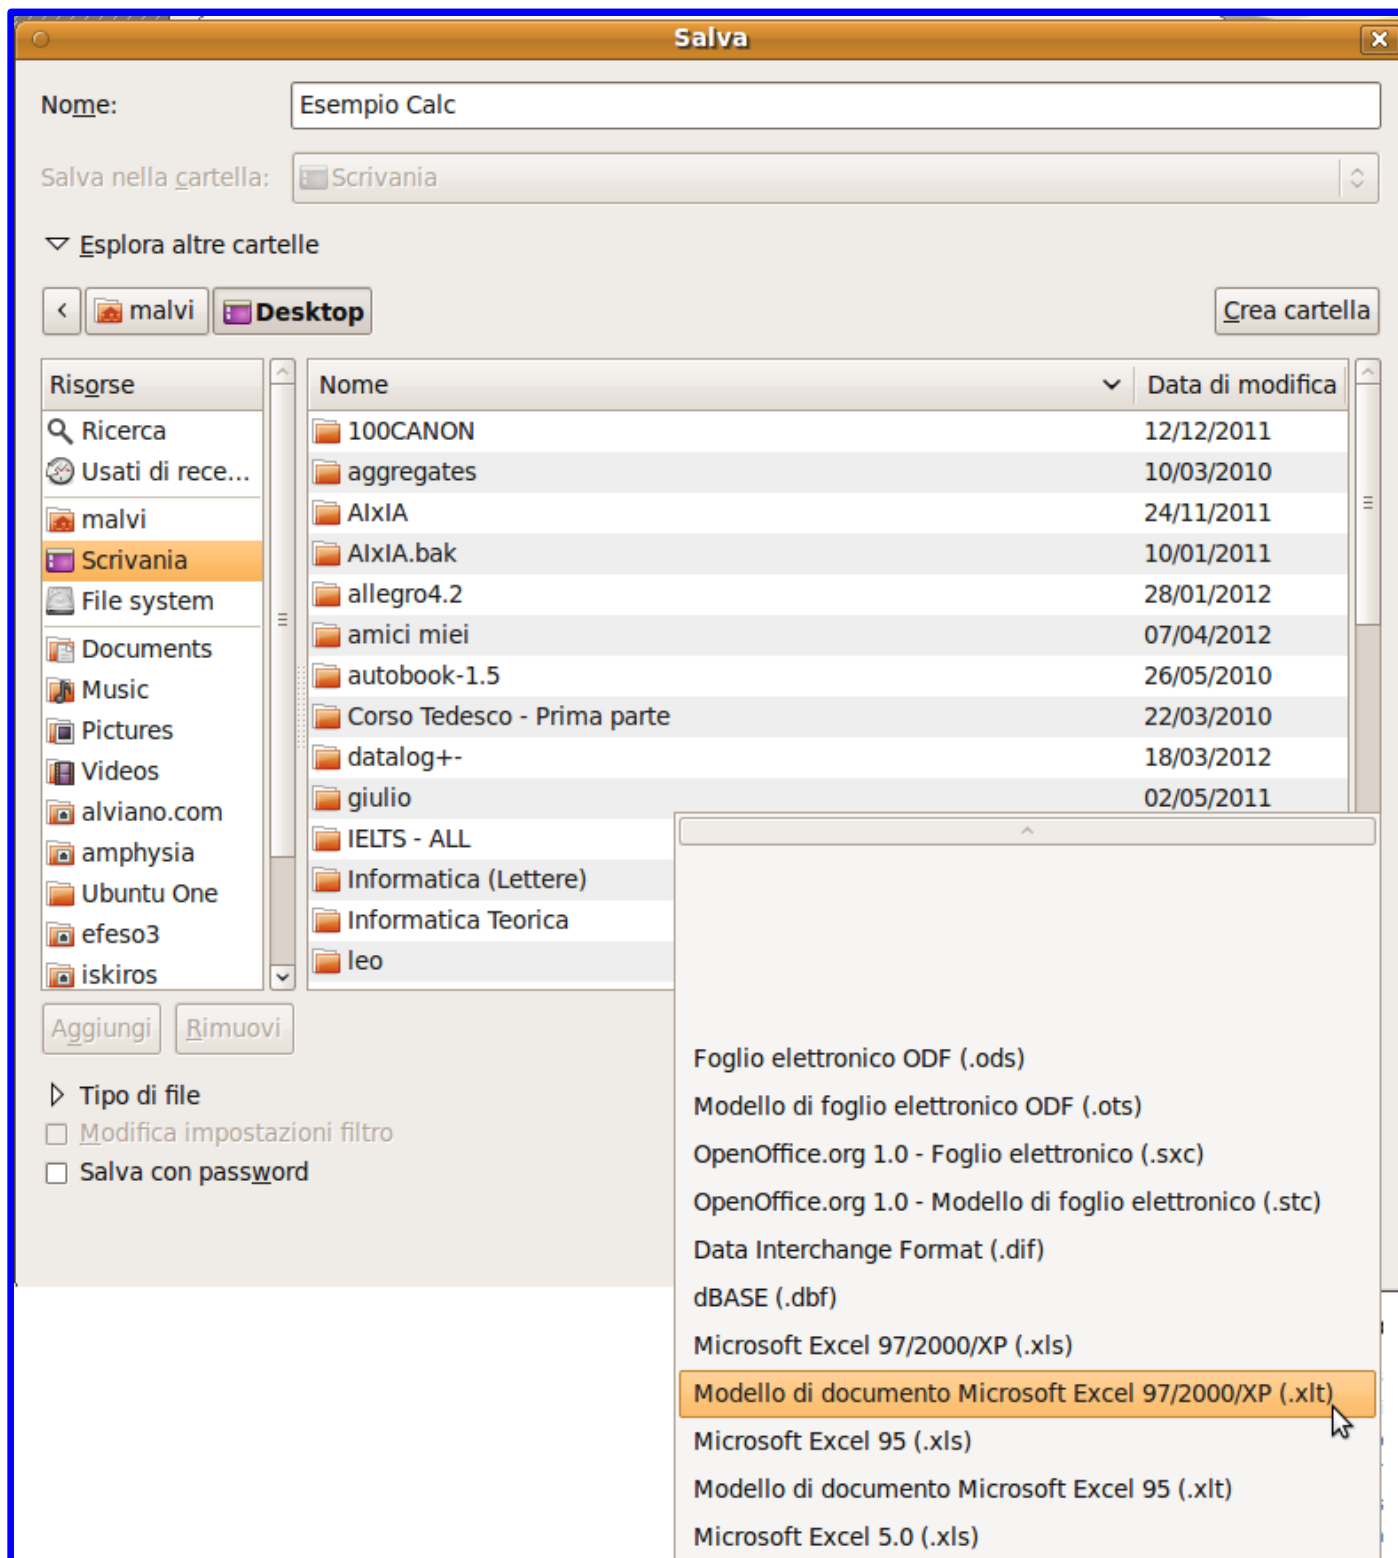 Salva
Nome: Esempio Calc
Salva nella cartella: Scrivania
Esplora altre cartelle
malvi Desktop Crea cartella
Risorse
Ricerca
Usati di rece...
malvi
Scrivania
File system
Documents
Music
Pictures
Videos
alviano.com
amphysia
Ubuntu One
efeso3
iskiros
Nome Data di modifica
100CANON 12/12/2011
aggregates 10/03/2010
AIxIA 24/11/2011
AIxIA.bak 10/01/2011
allegro4.2 28/01/2012
amici miei 07/04/2012
autobook-1.5 26/05/2010
Corso Tedesco - Prima parte 22/03/2010
datalog+- 18/03/2012
giulio 02/05/2011
IELTS - ALL
Informatica (Lettere)
Informatica Teorica
leo
Aggiungi Rimuovi
Tipo di file
Modifica impostazioni filtro
Salva con password
Foglio elettronico ODF (.ods)
Modello di foglio elettronico ODF (.ots)
OpenOffice.org 1.0 - Foglio elettronico (.sxc)
OpenOffice.org 1.0 - Modello di foglio elettronico (.stc)
Data Interchange Format (.dif)
dBASE (.dbf)
Microsoft Excel 97/2000/XP (.xls)
Modello di documento Microsoft Excel 97/2000/XP (.xlt)
Microsoft Excel 95 (.xls)
Modello di documento Microsoft Excel 95 (.xlt)
Microsoft Excel 5.0 (.xls)